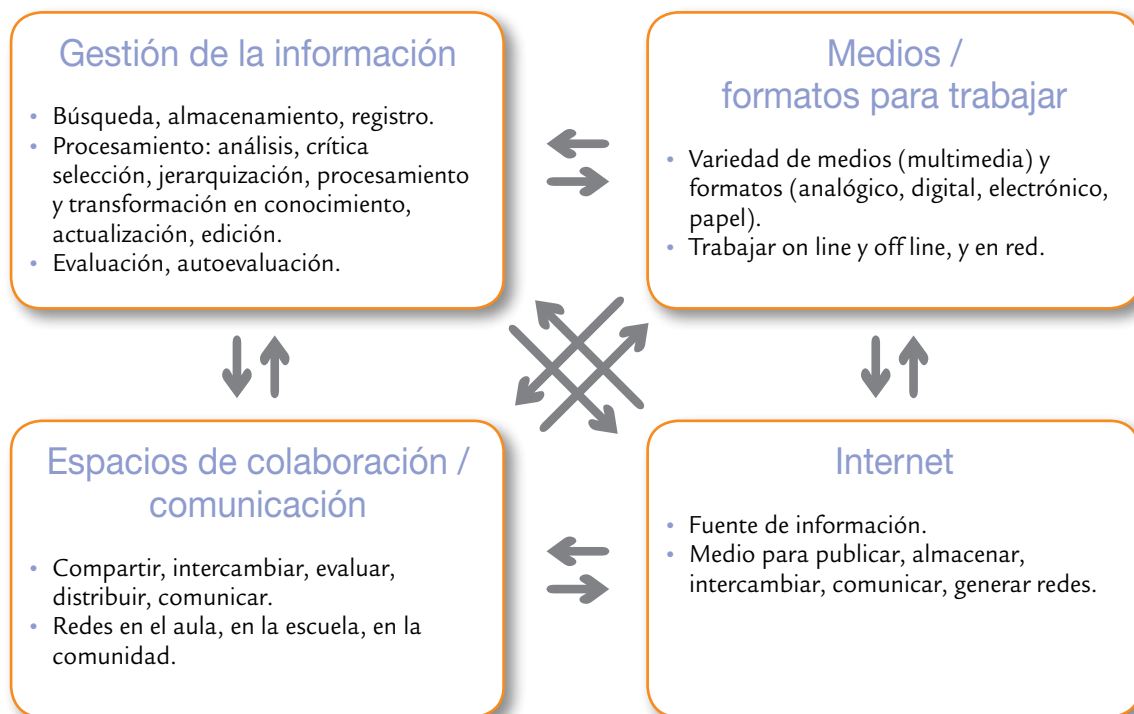 Gestión de la información
• Búsqueda, almacenamiento, registro.
• Procesamiento: análisis, crítica
selección, jerarquización, procesamiento
y transformación en conocimiento,
actualización, edición.
• Evaluación, autoevaluación.
Medios /
formatos para trabajar
• Variedad de medios (multimedia) y
formatos (analógico, digital, electrónico,
papel).
• Trabajar on line y off line, y en red.
Espacios de colaboración /
comunicación
• Compartir, intercambiar, evaluar,
distribuir, comunicar.
• Redes en el aula, en la escuela, en la
comunidad.
Internet
• Fuente de información.
• Medio para publicar, almacenar,
intercambiar, comunicar, generar redes.